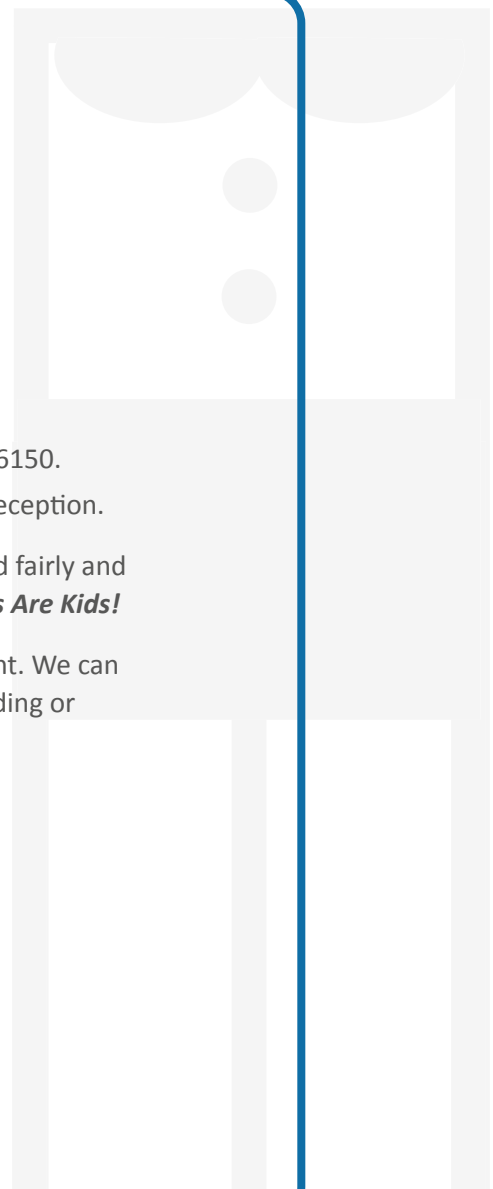 6150.
eception.
d fairly and
s Are Kids!
nt. We can
ding or